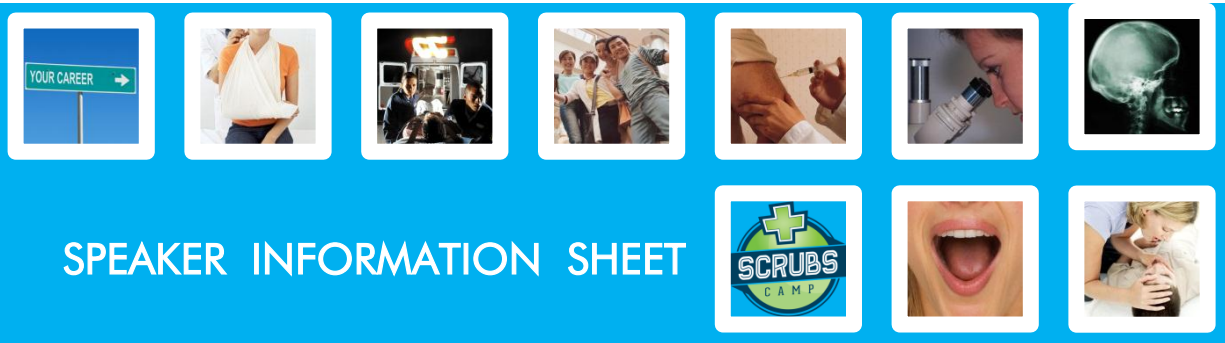 YOUR CAREER
SPEAKER INFORMATION SHEET
SCRUBS
CAMP